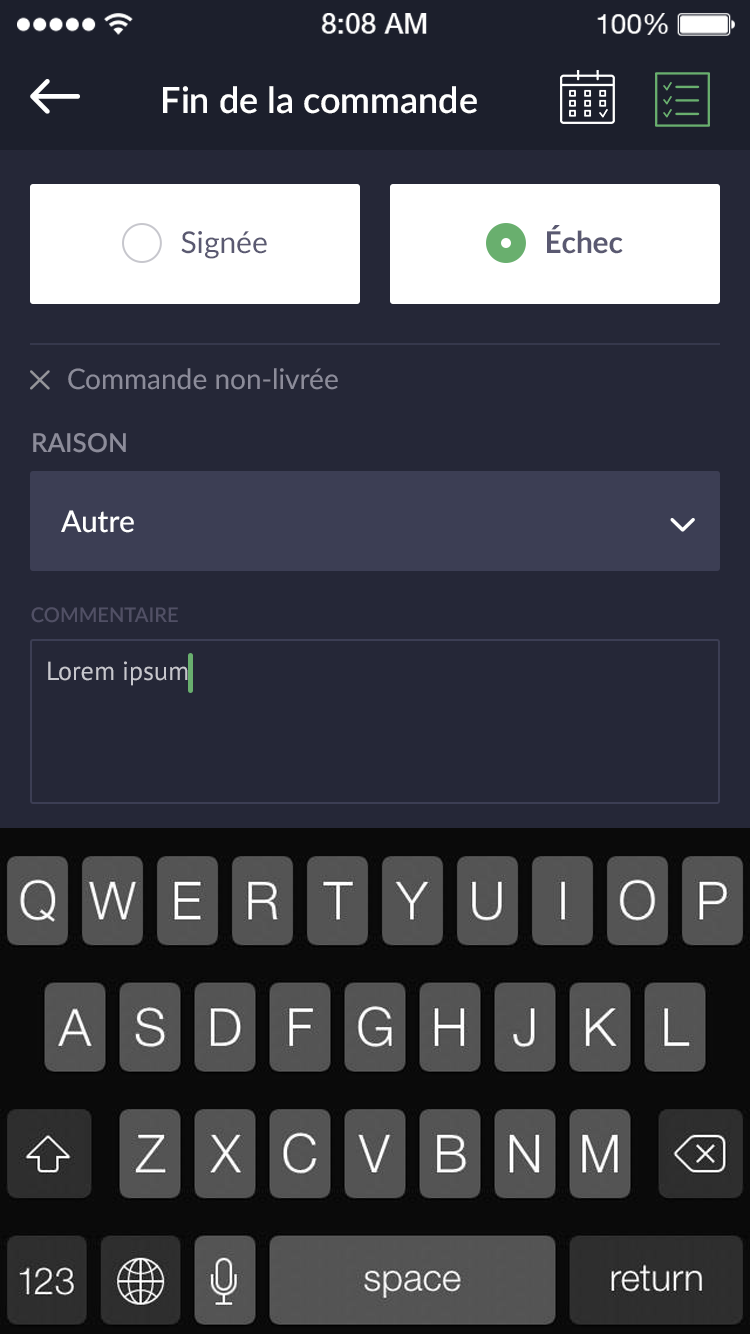 8:08 AM 100%
Fin de la commande
Signée Échec
Commande non-livrée
RAISON
Autre
COMMENTAIRE
Lorem ipsum
Q W E R T Y U I O P
A S D F G H J K L
Z X C V B N M
123 space return